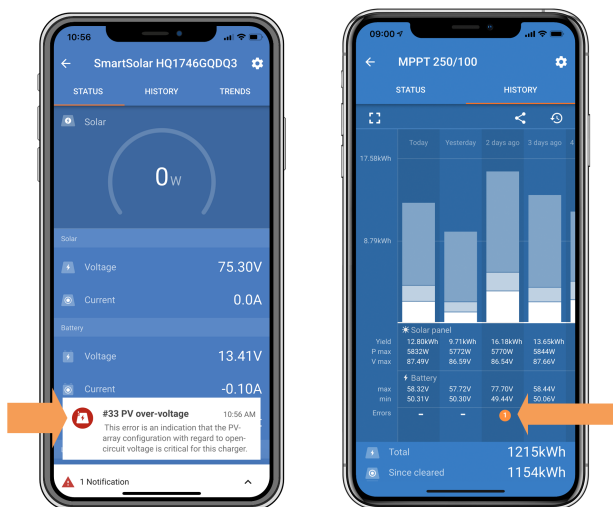 10:56
SmartSolar HQ1746GQDQ3
STATUS HISTORY TRENDS
Solar
0W
Solar
Voltage 75.30V
Current 0.0A
Battery
Voltage 13.41V
Current -0.10A
#33 PV over-voltage 10:56 AM
This error is an indication that the PV-
array configuration with regard to open-
circuit voltage is critical for this charger.
1 Notification
09:00
MPPT 250/100
STATUS HISTORY
Today Yesterday 2 days ago 3 days ago 4
17.58kWh
8.79kWh
Solar panel
Yield 12.80kWh 9.71kWh 16.18kWh 13.65kWh
P max 5832W 5772W 5770W 5844W
V max 87.49V 86.59V 86.54V 87.66V
Battery
max 58.32V 57.72V 77.70V 58.44V
min 50.31V 50.30V 49.44V 50.06V
Errors – – 1
Total 1215kWh
Since cleared 1154kWh